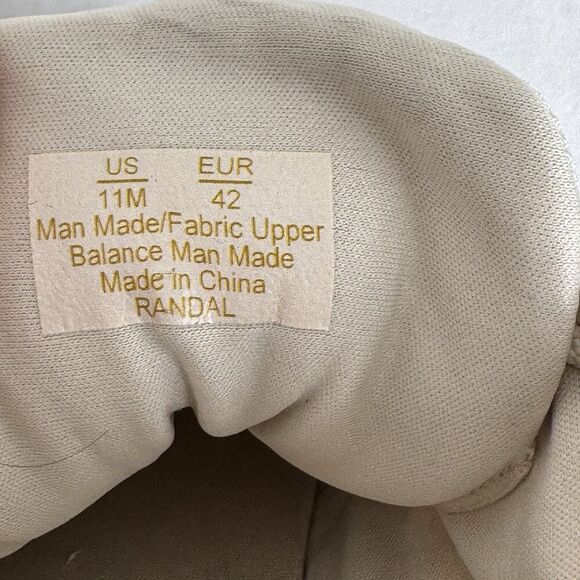 US EUR
11M 42
Man Made/Fabric Upper
Balance Man Made
Made in China
RANDAL